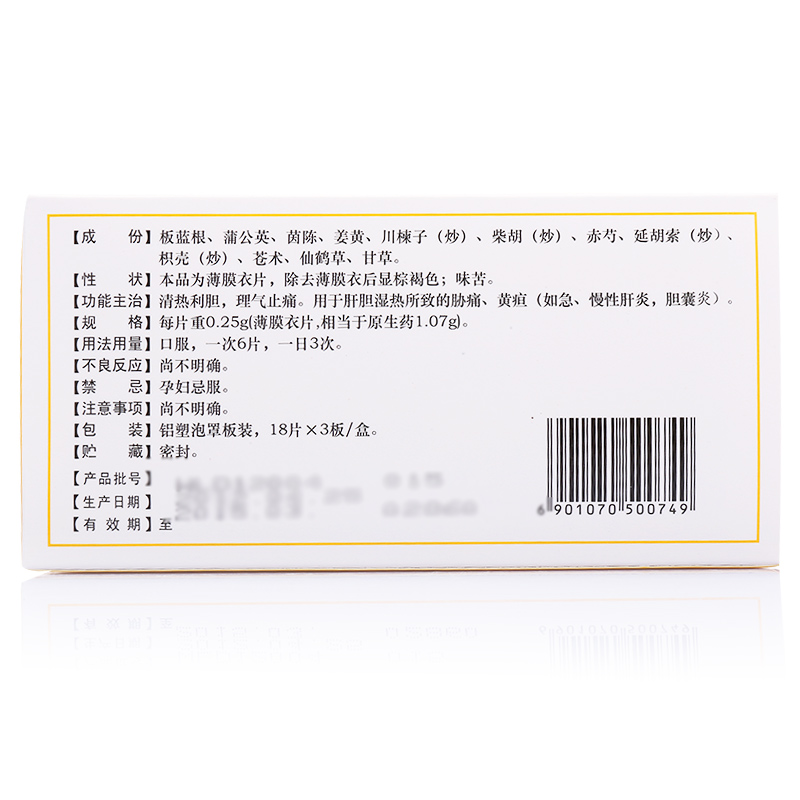 【成　份】板蓝根、蒲公英、茵陈、姜黄、川楝子（炒）、柴胡（炒）、赤芍、延胡索（炒）、
枳壳（炒）、苍术、仙鹤草、甘草。
【性　状】本品为薄膜衣片，除去薄膜衣后显棕褐色；味苦。
【功能主治】清热利胆，理气止痛。用于肝胆湿热所致的胁痛、黄疸（如急、慢性肝炎，胆囊炎）。
【规　格】每片重0.25g(薄膜衣片,相当于原生药1.07g)。
【用法用量】口服，一次6片，一日3次。
【不良反应】尚不明确。
【禁　忌】孕妇忌服。
【注意事项】尚不明确。
【包　装】铝塑泡罩板装，18片×3板/盒。
【贮　藏】密封。
【产品批号】
【生产日期】
【有 效 期】至
6 901070 500749